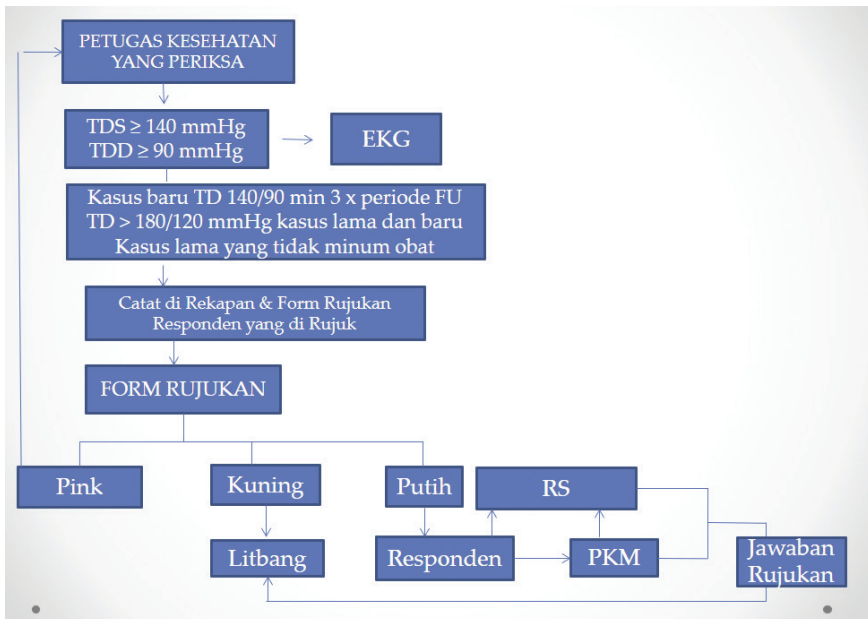 PETUGAS KESEHATAN
YANG PERIKSA
TDS ≥ 140 mmHg
TDD ≥ 90 mmHg
EKG
Kasus baru TD 140/90 min 3 x periode FU
TD > 180/120 mmHg kasus lama dan baru
Kasus lama yang tidak minum obat
Catat di Rekapan & Form Rujukan
Responden yang di Rujuk
FORM RUJUKAN
Pink
Kuning
Putih
RS
Litbang
Responden
PKM
Jawaban
Rujukan